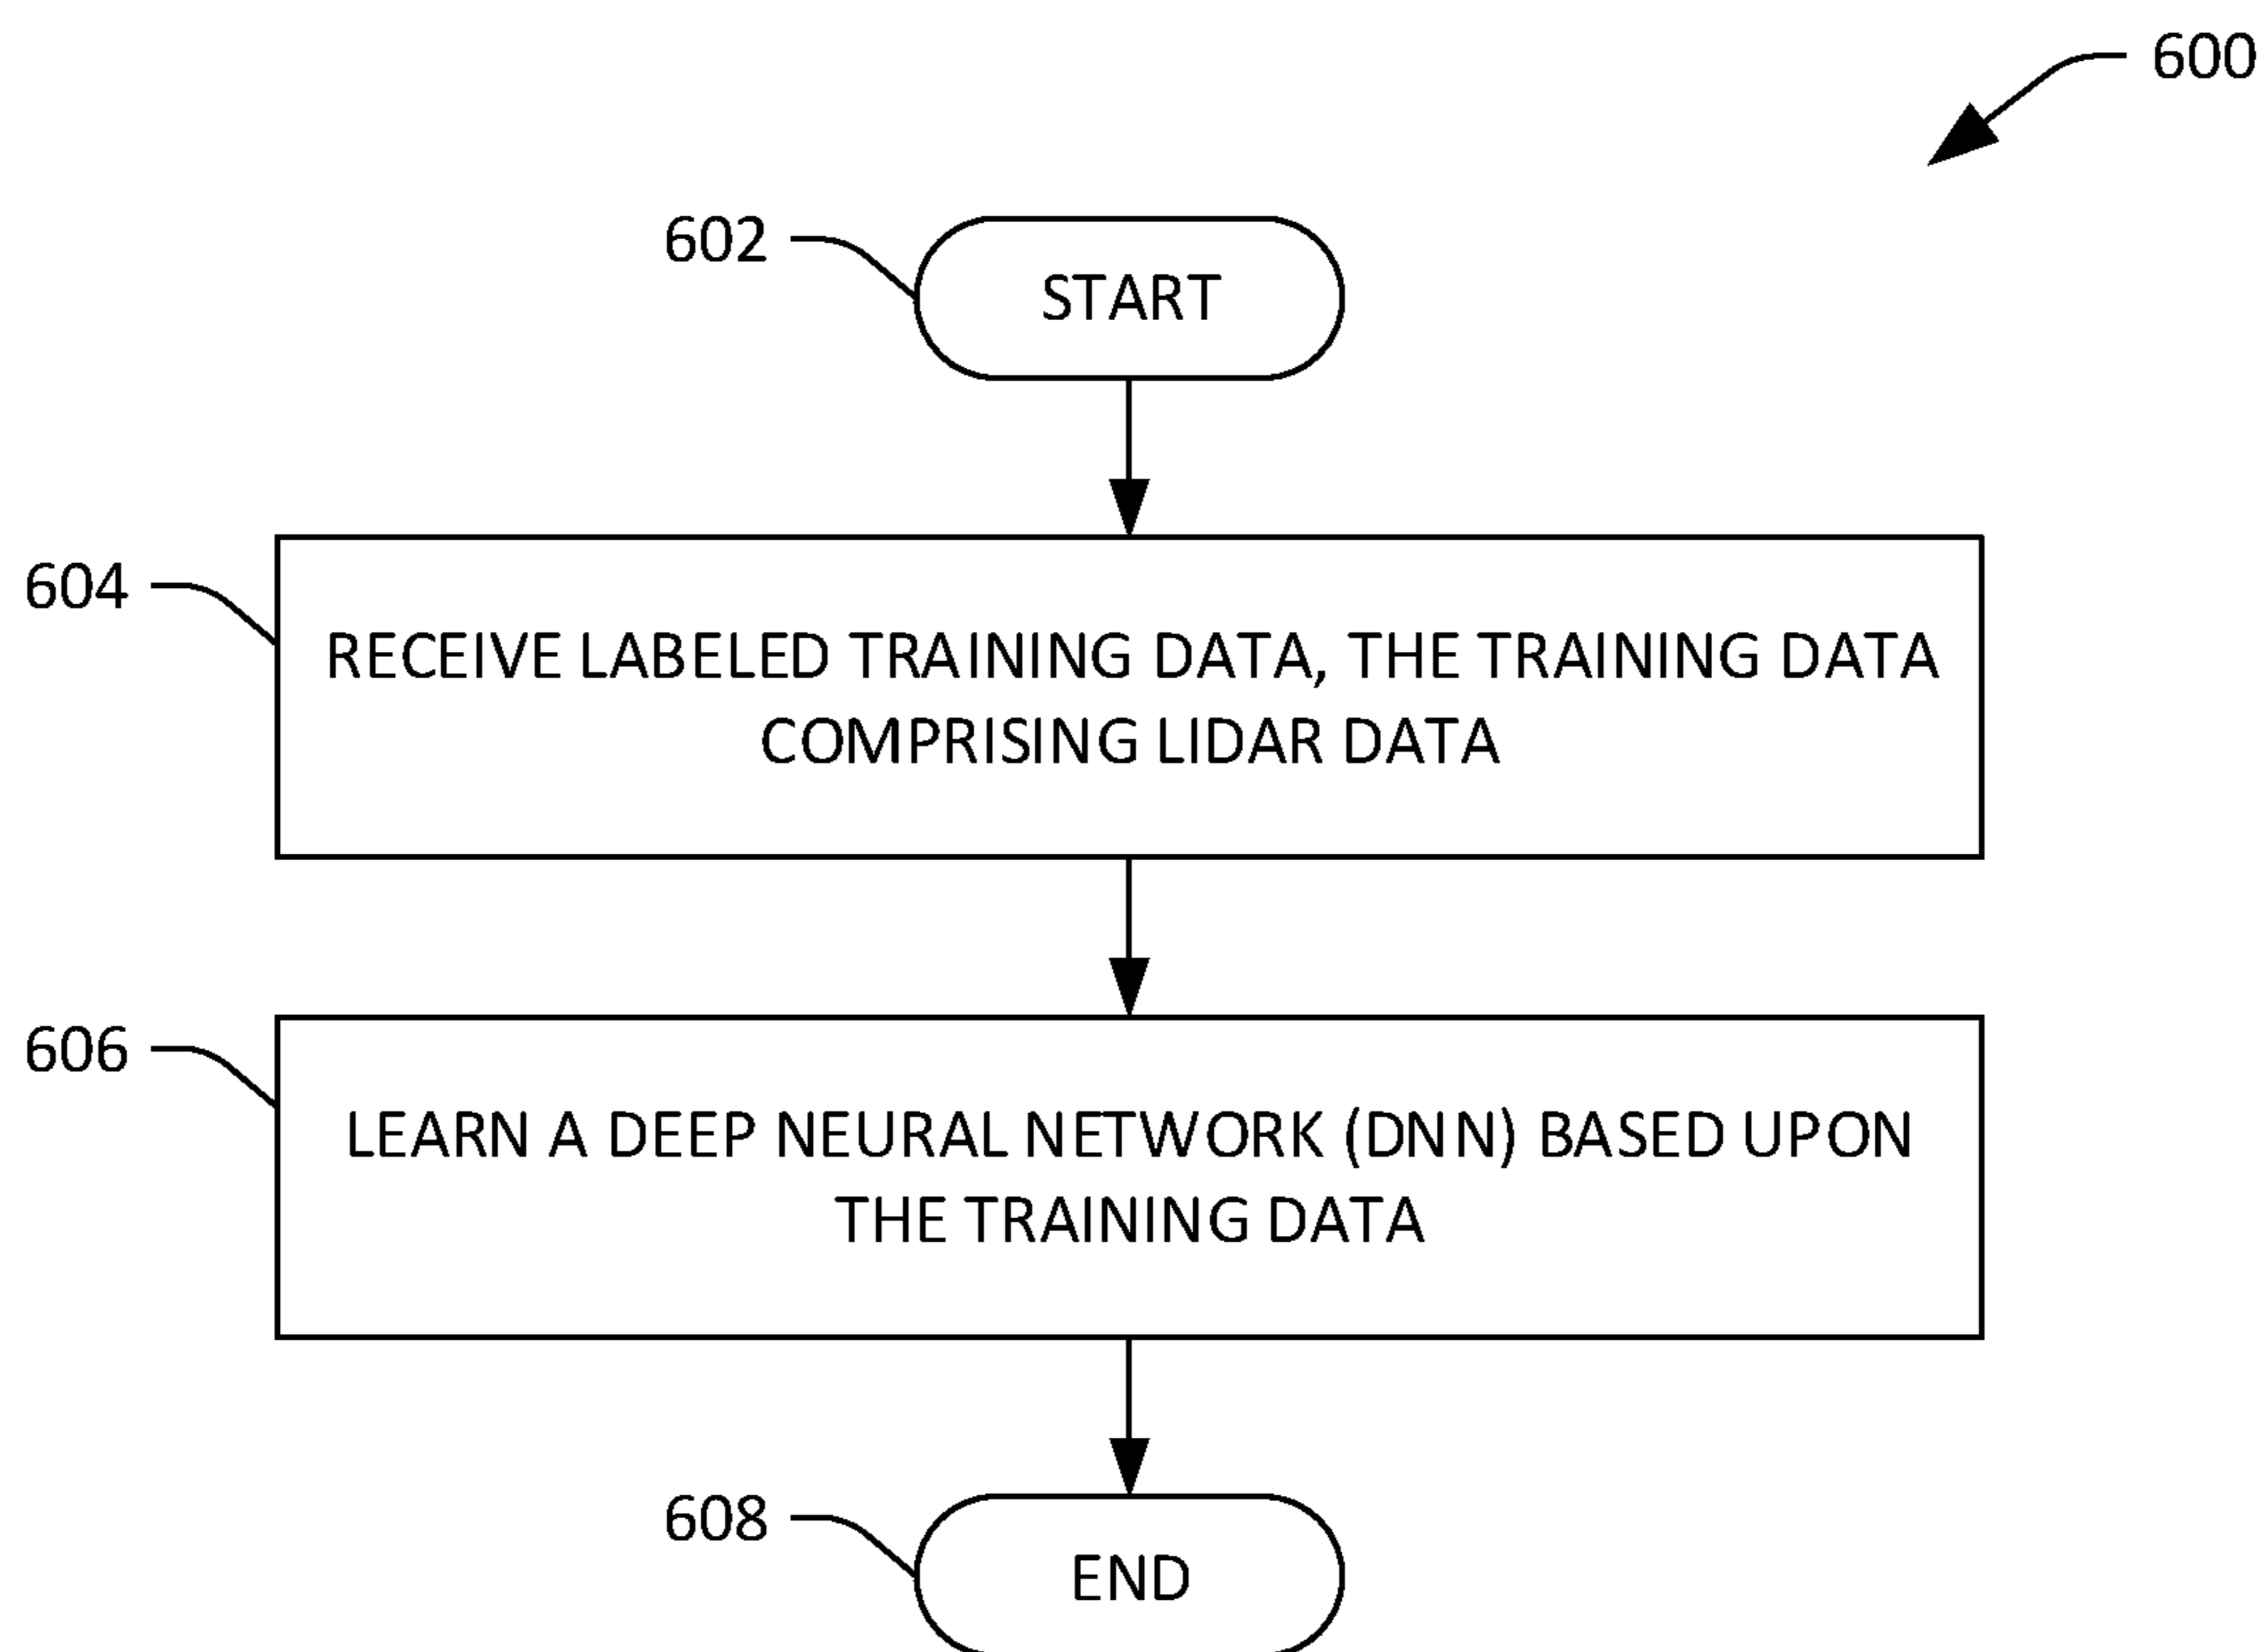 600
602
START
604
RECEIVE LABELED TRAINING DATA, THE TRAINING DATA
COMPRISING LIDAR DATA
606
LEARN A DEEP NEURAL NETWORK (DNN) BASED UPON
THE TRAINING DATA
608
END